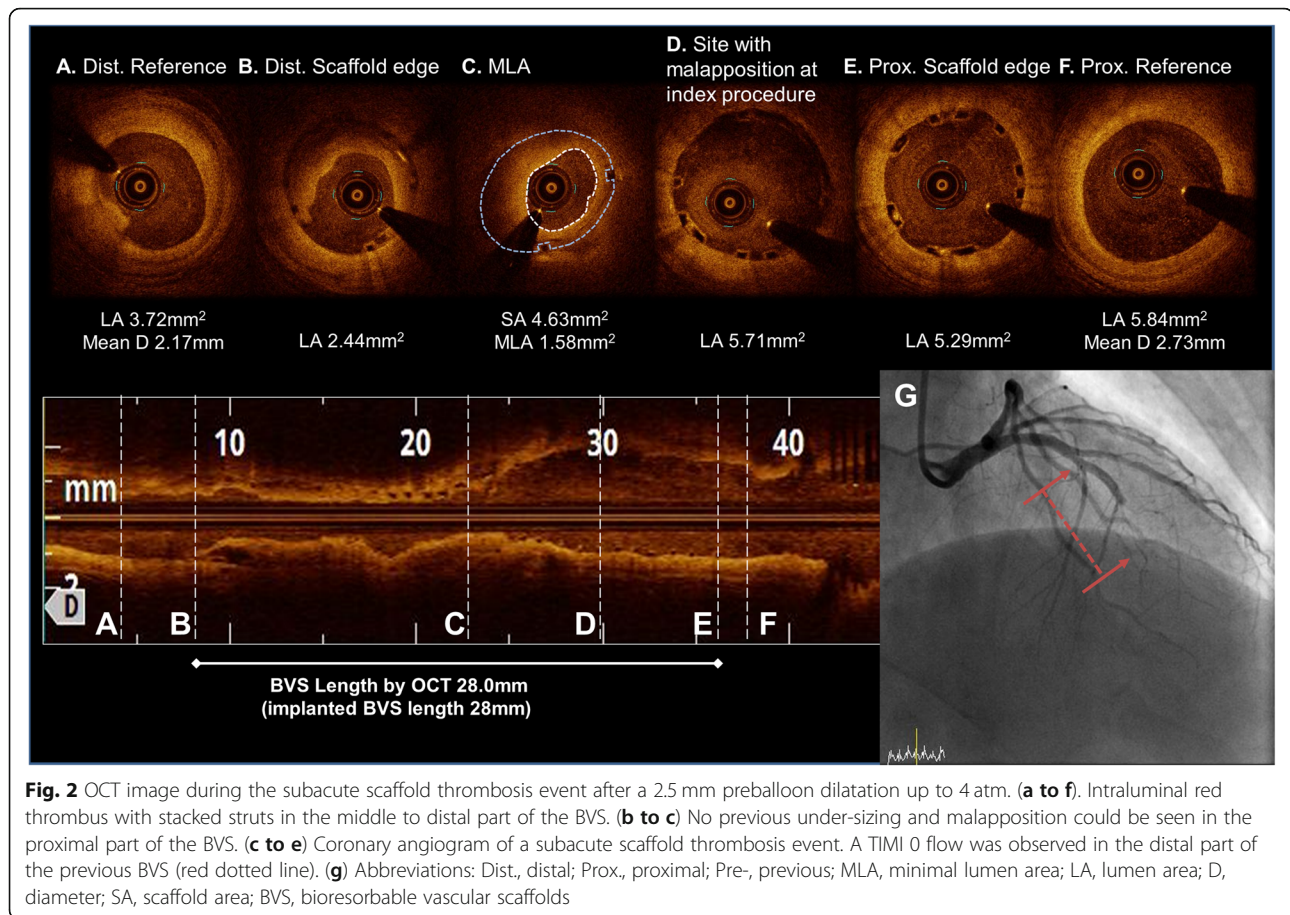 D. Site with
malapposition at
index procedure
A. Dist. Reference B. Dist. Scaffold edge C. MLA E. Prox. Scaffold edge F. Prox. Reference
LA 3.72mm²
Mean D 2.17mm
LA 2.44mm²
SA 4.63mm²
MLA 1.58mm²
LA 5.71mm²
LA 5.29mm²
LA 5.84mm²
Mean D 2.73mm
10 20 30 40
mm
2
D
A B C D E F
BVS Length by OCT 28.0mm
(implanted BVS length 28mm)
G
Fig. 2 OCT image during the subacute scaffold thrombosis event after a 2.5 mm preballoon dilatation up to 4 atm. (a to f). Intraluminal red
thrombus with stacked struts in the middle to distal part of the BVS. (b to c) No previous under-sizing and malapposition could be seen in the
proximal part of the BVS. (c to e) Coronary angiogram of a subacute scaffold thrombosis event. A TIMI 0 flow was observed in the distal part of
the previous BVS (red dotted line). (g) Abbreviations: Dist., distal; Prox., proximal; Pre-, previous; MLA, minimal lumen area; LA, lumen area; D,
diameter; SA, scaffold area; BVS, bioresorbable vascular scaffolds